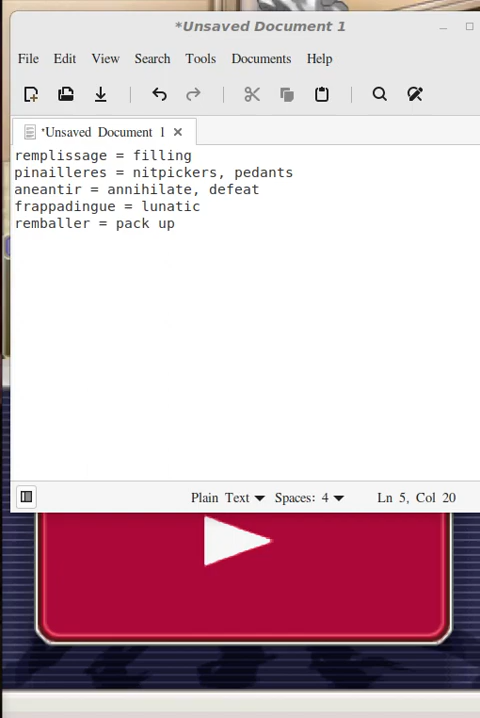 *Unsaved Document 1
File Edit View Search Tools Documents Help
*Unsaved Document 1
remplissage = filling
pinailleres = nitpickers, pedants
aneantir = annihilate, defeat
frappadingue = lunatic
remballer = pack up
Plain Text Spaces: 4 Ln 5, Col 20